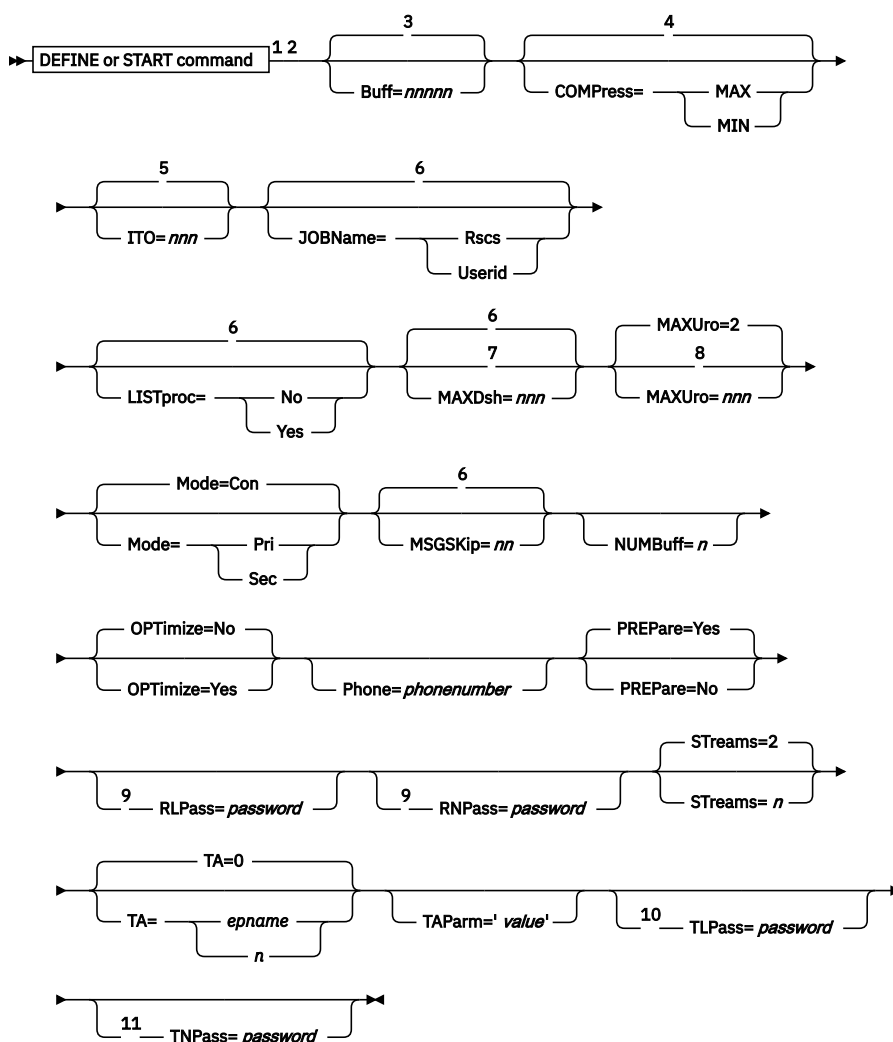 3 4
DEFINE or START command 1 2
Buff=nnnnn COMPress= MAX
MIN
5 6
ITO=nnn JOBName= Rscs
Userid
6 6 MAXUro=2
7 8
LISTproc= No MAXDsh=nnn MAXUro=nnn
Yes
Mode=Con 6
Mode= Pri MSGSKip=nn NUMBuff=n
Sec
OPTimize=No PREPare=Yes
OPTimize=Yes Phone=phonenumber PREPare=No
STreams=2
9 RLPass=password 9 RNPass=password STreams=n
TA=0
TA= epname TAParm='value' 10 TLPass=password
n
11 TNPass=password